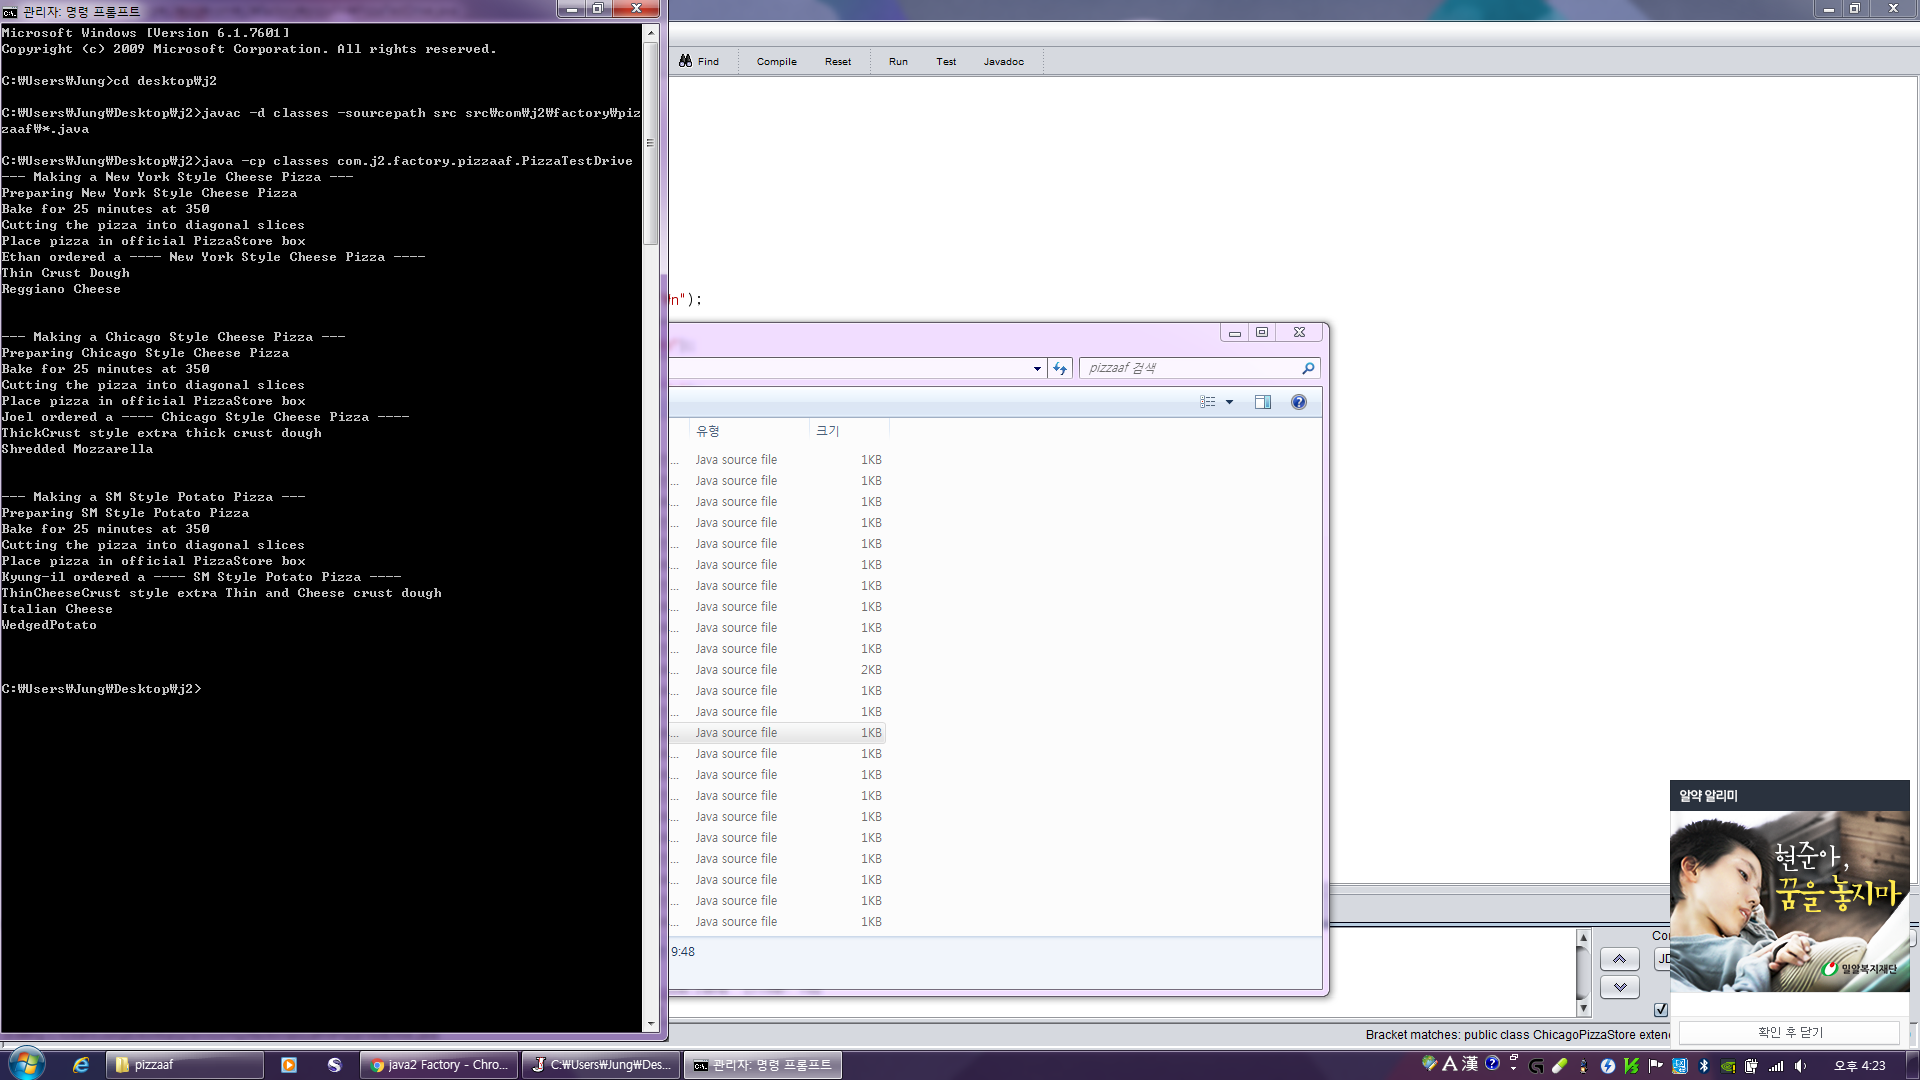 관리자: 명령 프롬프트
Microsoft Windows [Version 6.1.7601]
Copyright (c) 2009 Microsoft Corporation. All rights reserved.
C:₩Users₩Jung>cd desktop₩j2
C:₩Users₩Jung₩Desktop₩j2>javac -d classes -sourcepath src src₩com₩j2₩factory₩piz
zaaf₩*.java
C:₩Users₩Jung₩Desktop₩j2>java -cp classes com.j2.factory.pizzaaf.PizzaTestDrive
--- Making a New York Style Cheese Pizza ---
Preparing New York Style Cheese Pizza
Bake for 25 minutes at 350
Cutting the pizza into diagonal slices
Place pizza in official PizzaStore box
Ethan ordered a ---- New York Style Cheese Pizza ----
Thin Crust Dough
Reggiano Cheese
--- Making a Chicago Style Cheese Pizza ---
Preparing Chicago Style Cheese Pizza
Bake for 25 minutes at 350
Cutting the pizza into diagonal slices
Place pizza in official PizzaStore box
Joel ordered a ---- Chicago Style Cheese Pizza ----
ThickCrust style extra thick crust dough
Shredded Mozzarella
--- Making a SM Style Potato Pizza ---
Preparing SM Style Potato Pizza
Bake for 25 minutes at 350
Cutting the pizza into diagonal slices
Place pizza in official PizzaStore box
Kyung-il ordered a ---- SM Style Potato Pizza ----
ThinCheeseCrust style extra Thin and Cheese crust dough
Italian Cheese
WedgedPotato
C:₩Users₩Jung₩Desktop₩j2>
Find Compile Reset Run Test Javadoc
₩n");
pizzaaf 검색
유형 크기
... Java source file 1KB
... Java source file 1KB
... Java source file 1KB
... Java source file 1KB
... Java source file 1KB
... Java source file 1KB
... Java source file 1KB
... Java source file 1KB
... Java source file 1KB
... Java source file 1KB
... Java source file 2KB
... Java source file 1KB
... Java source file 1KB
... Java source file 1KB
... Java source file 1KB
... Java source file 1KB
... Java source file 1KB
... Java source file 1KB
... Java source file 1KB
... Java source file 1KB
... Java source file 1KB
... Java source file 1KB
... Java source file 1KB
9:48
Co
JD
Bracket matches: public class ChicagoPizzaStore exten
알약 알리미
현준아,
꿈을 놓지마
밀알복지재단
확인 후 닫기
pizzaaf
java2 Factory - Chro...
C:₩Users₩Jung₩Des...
관리자: 명령 프롬프트
A 漢
오후 4:23